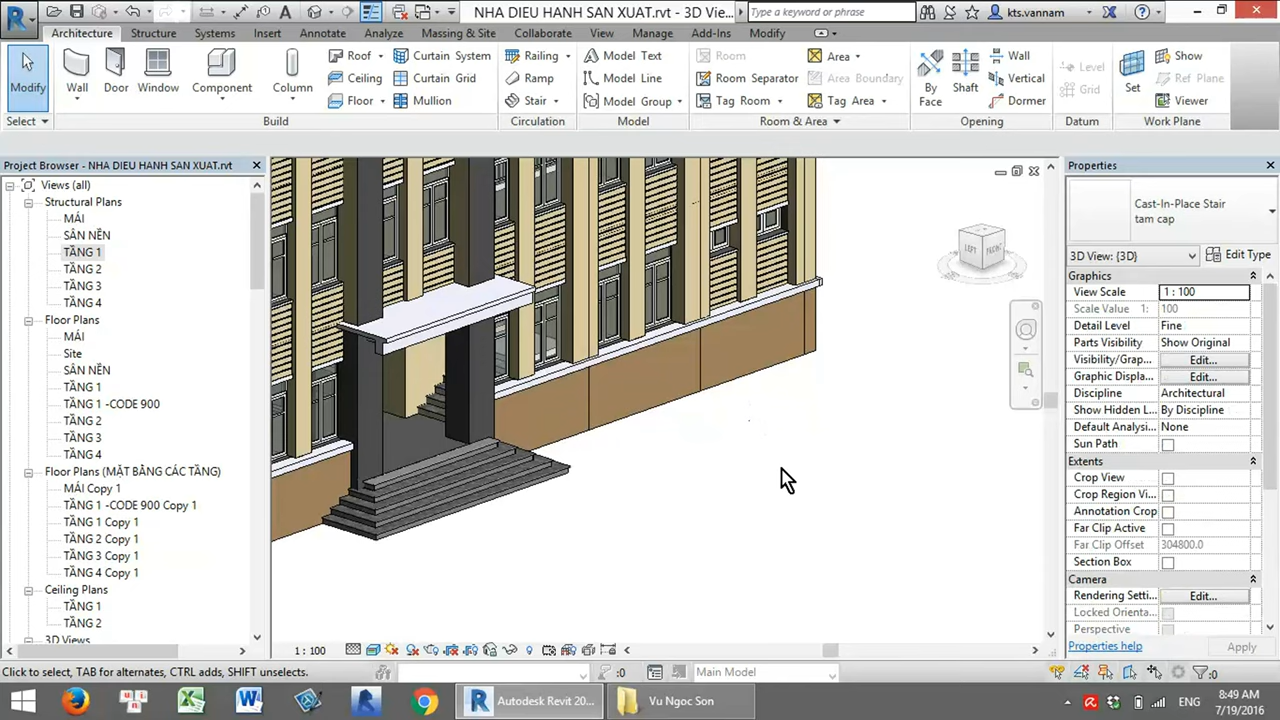 NHA DIEU HANH SAN XUAT.rvt - 3D Vie...
Type a keyword or phrase
kts.vannam
Architecture Structure Systems Insert Annotate Analyze Massing & Site Collaborate View Manage Add-Ins Modify
Modify
Wall
Door
Window
Component
Column
Roof
Ceiling
Floor
Curtain System
Curtain Grid
Mullion
Railing
Ramp
Stair
Model Text
Model Line
Model Group
Room
Room Separator
Tag Room
Area
Area Boundary
Tag Area
By
Face
Shaft
Wall
Vertical
Dormer
Level
Grid
Set
Show
Ref Plane
Viewer
Select Build Circulation Model Room & Area Opening Datum Work Plane
Project Browser - NHA DIEU HANH SAN XUAT.rvt
Views (all)
Structural Plans
MÁI
SÂN NỀN
TẦNG 1
TẦNG 2
TẦNG 3
TẦNG 4
Floor Plans
MÁI
Site
SÂN NỀN
TẦNG 1
TẦNG 1 -CODE 900
TẦNG 2
TẦNG 3
TẦNG 4
Floor Plans (MẶT BẰNG CÁC TẦNG)
MÁI Copy 1
TẦNG 1 -CODE 900 Copy 1
TẦNG 1 Copy 1
TẦNG 2 Copy 1
TẦNG 3 Copy 1
TẦNG 4 Copy 1
Ceiling Plans
TẦNG 1
TẦNG 2
3D Views
LEFT FRONT
Properties
Cast-In-Place Stair
tam cap
3D View: {3D} Edit Type
Graphics
View Scale 1 : 100
Scale Value 1: 100
Detail Level Fine
Parts Visibility Show Original
Visibility/Grap... Edit...
Graphic Displa... Edit...
Discipline Architectural
Show Hidden L... By Discipline
Default Analysi... None
Sun Path
Extents
Crop View
Crop Region Vi...
Annotation Crop
Far Clip Active
Far Clip Offset 304800.0
Section Box
Camera
Rendering Setti... Edit...
Locked Orienta...
Perspective
Properties help Apply
1 : 100
Click to select, TAB for alternates, CTRL adds, SHIFT unselects.
:0
Main Model
:0
Autodesk Revit 20...
Vu Ngoc Son
ENG
8:49 AM
7/19/2016